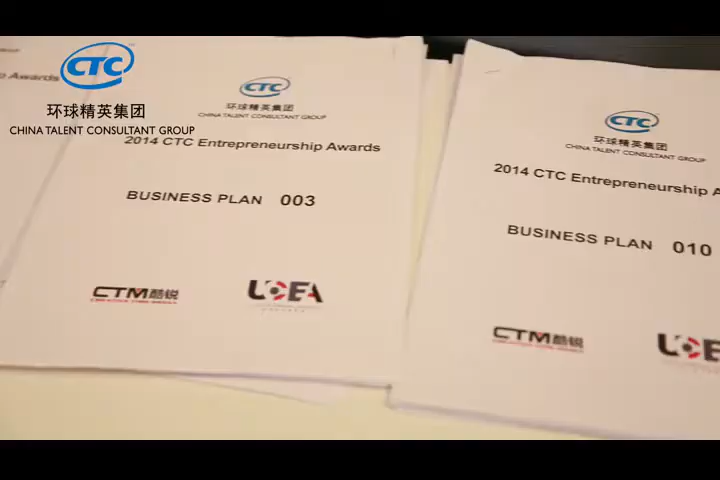 CTC
环球精英集团
CHINA TALENT CONSULTANT GROUP
Awards
CTC
环球精英集团
CHINA TALENT CONSULTANT GROUP
2014 CTC Entrepreneurship Awards
BUSINESS PLAN 003
CTM酷锐
UCEA
CTC
环球精英集团
CHINA TALENT CONSULTANT GROUP
2014 CTC Entrepreneurship A
BUSINESS PLAN 010
CTM酷锐
UCEA